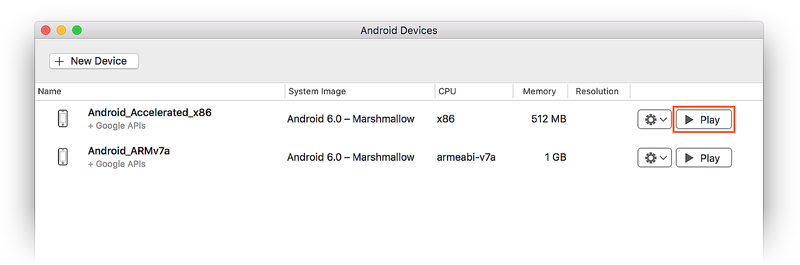 Android Devices
+ New Device
Name System Image CPU Memory Resolution
Android_Accelerated_x86
+ Google APIs
Android 6.0 – Marshmallow x86 512 MB Play
Android_ARMv7a
+ Google APIs
Android 6.0 – Marshmallow armeabi-v7a 1 GB Play